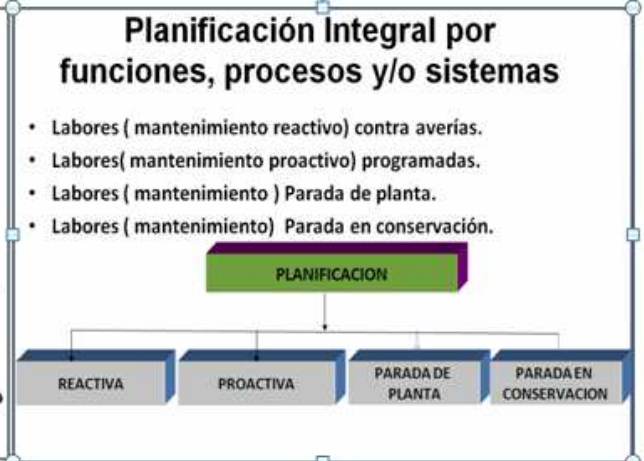 Planificación Integral por
funciones, procesos y/o sistemas
• Labores ( mantenimiento reactivo) contra averías.
• Labores( mantenimiento proactivo) programadas.
• Labores ( mantenimiento ) Parada de planta.
• Labores ( mantenimiento)  Parada en conservación.
PLANIFICACION
REACTIVA
PROACTIVA
PARADA DE
PLANTA
PARADA EN
CONSERVACION